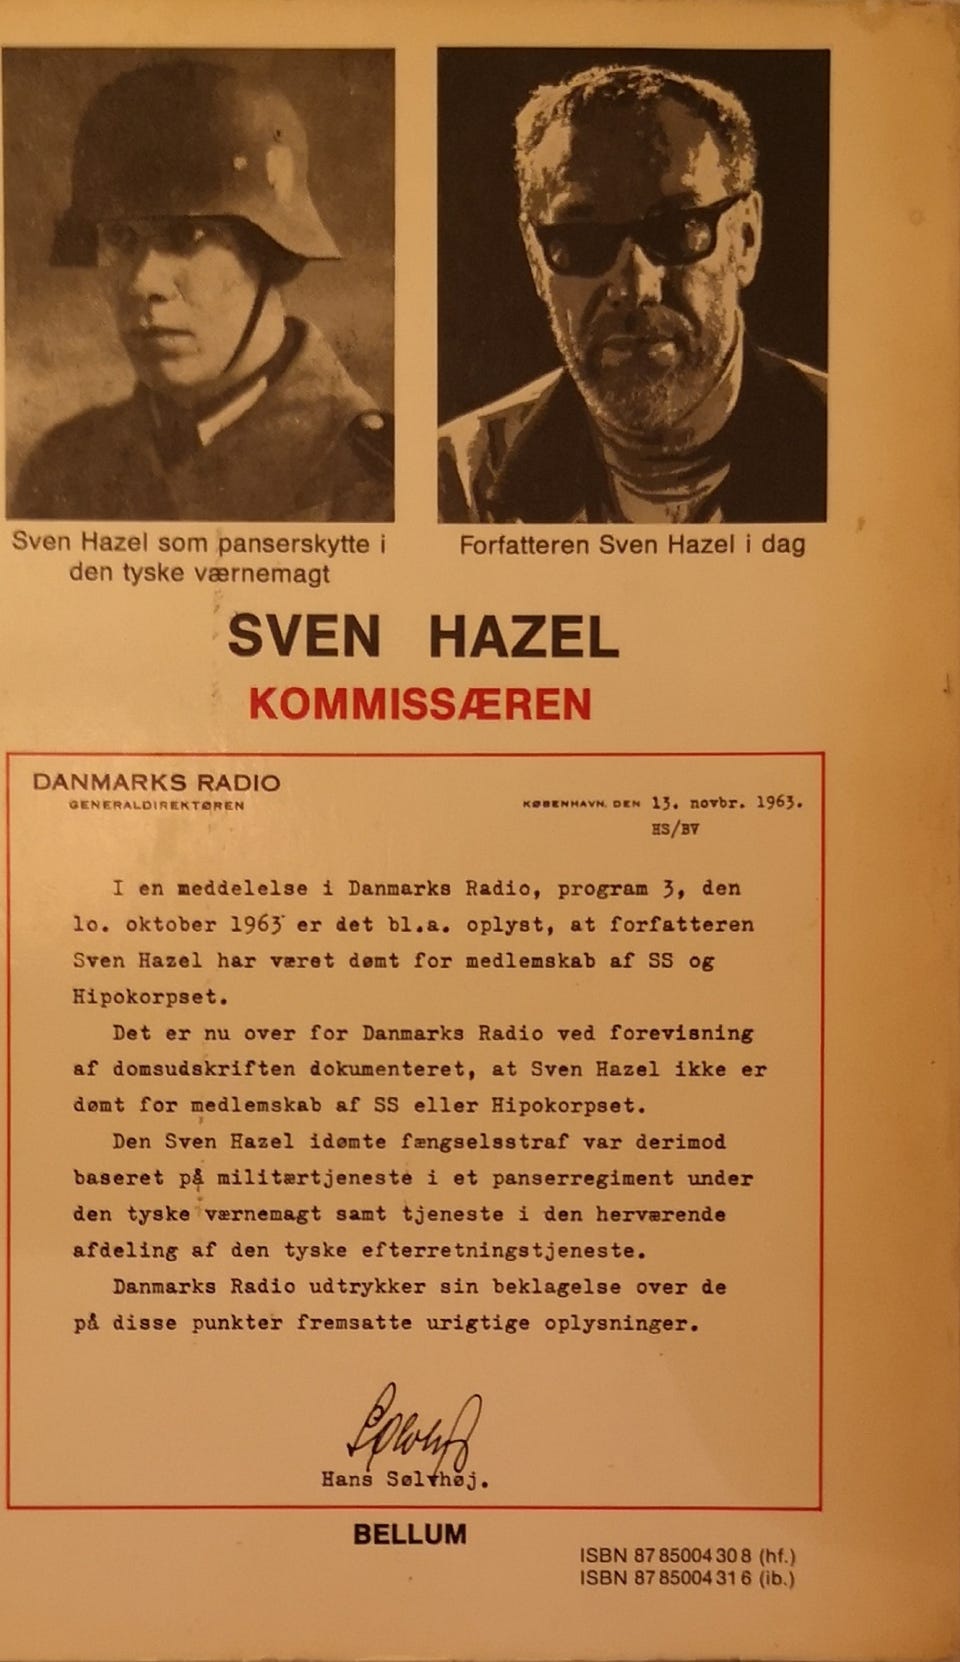 Sven Hazel som panserskytte i
den tyske værnemagt
Forfatteren Sven Hazel i dag
SVEN HAZEL
KOMMISSÆREN
DANMARKS RADIO
GENERALDIREKTØREN
KØBENHAVN, DEN 13. novbr. 1963.
HS/BV
I en meddelelse i Danmarks Radio, program 3, den
lo. oktober 1963 er det bl.a. oplyst, at forfatteren
Sven Hazel har været dømt for medlemskab af SS og
Hipokorpset.
Det er nu over for Danmarks Radio ved forevisning
af domsudskriften dokumenteret, at Sven Hazel ikke er
dømt for medlemskab af SS eller Hipokorpset.
Den Sven Hazel idømte fængselsstraf var derimod
baseret på militærtjeneste i et panserregiment under
den tyske værnemagt samt tjeneste i den herværende
afdeling af den tyske efterretningstjeneste.
Danmarks Radio udtrykker sin beklagelse over de
på disse punkter fremsatte urigtige oplysninger.
Sølvhøj
Hans Sølvhøj.
BELLUM
ISBN 87 85004 30 8 (hf.)
ISBN 87 85004 31 6 (ib.)